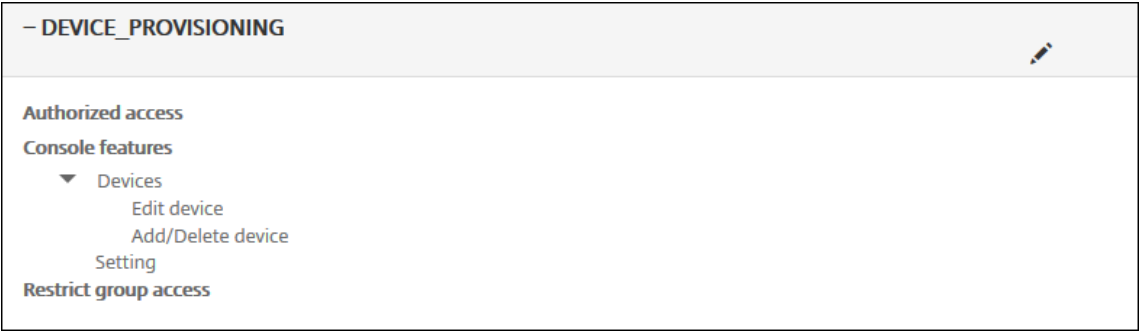 – DEVICE_PROVISIONING
Authorized access
Console features
Devices
Edit device
Add/Delete device
Setting
Restrict group access